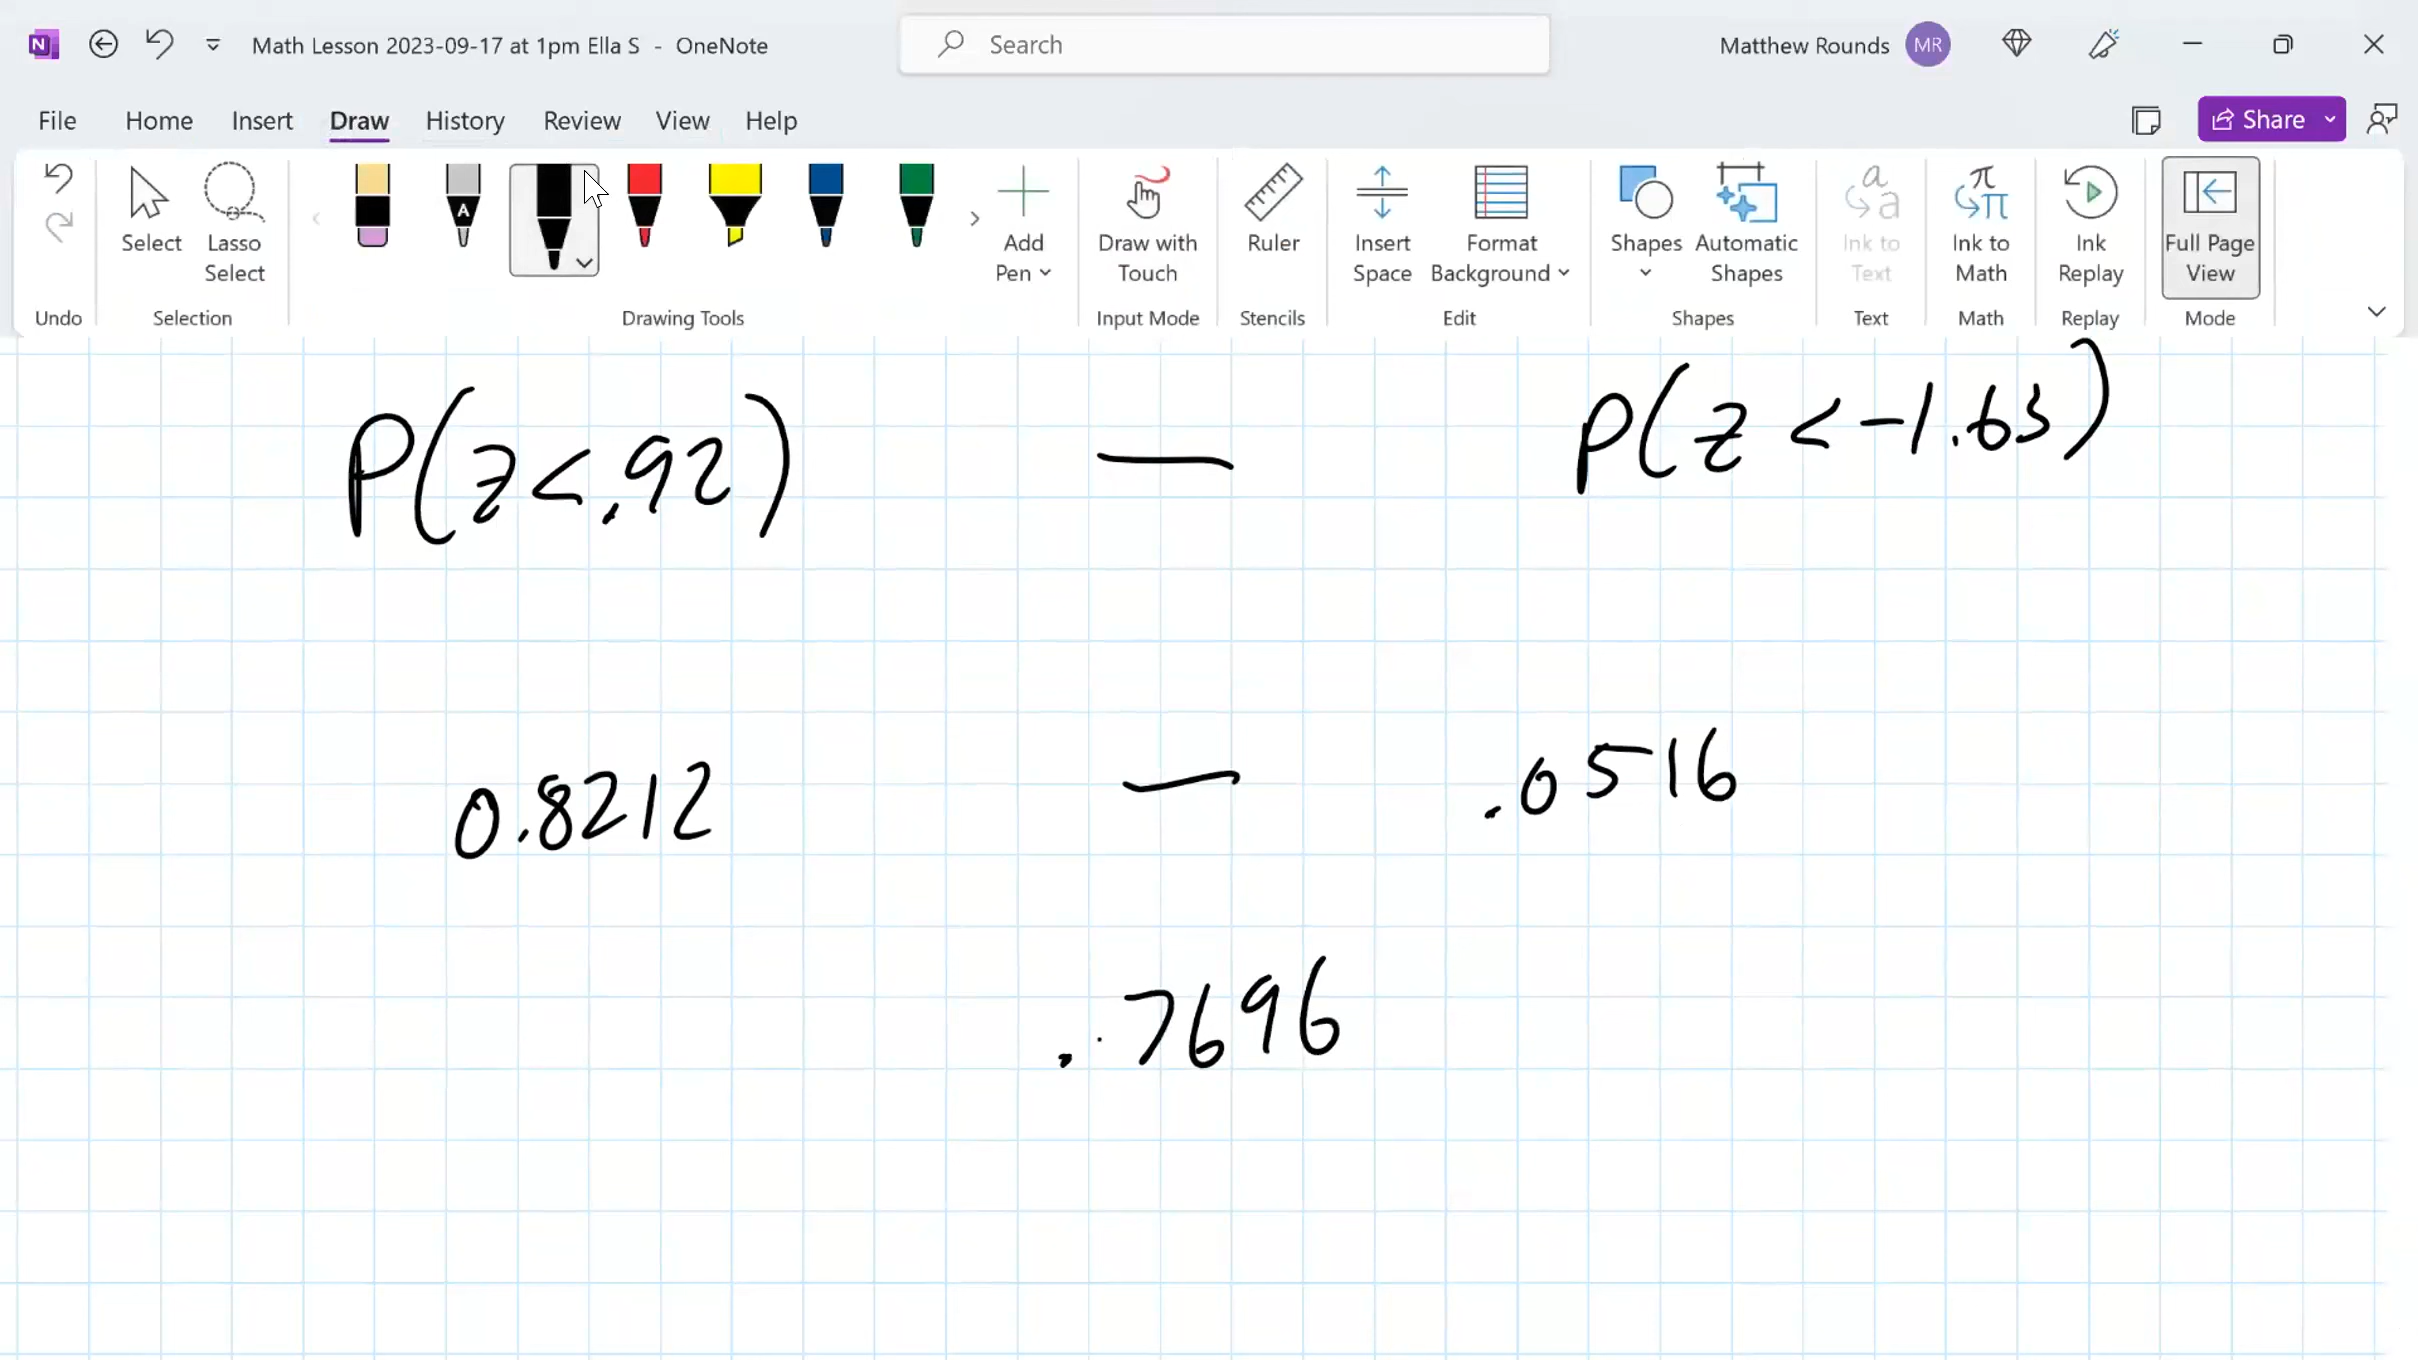 Math Lesson 2023-09-17 at 1pm Ella S - OneNote
Search
Matthew Rounds MR
File Home Insert Draw History Review View Help
Share
Select
Lasso Select
A
Add Pen
Draw with Touch
Ruler
Insert Space
Format Background
Shapes
Automatic Shapes
a a
Ink to Text
π π
Ink to Math
Ink Replay
Full Page View
Undo Selection Drawing Tools Input Mode Stencils Edit Shapes Text Math Replay Mode
P(z<.92) — P(z<-1.63)
0.8212 — .0516
.7696